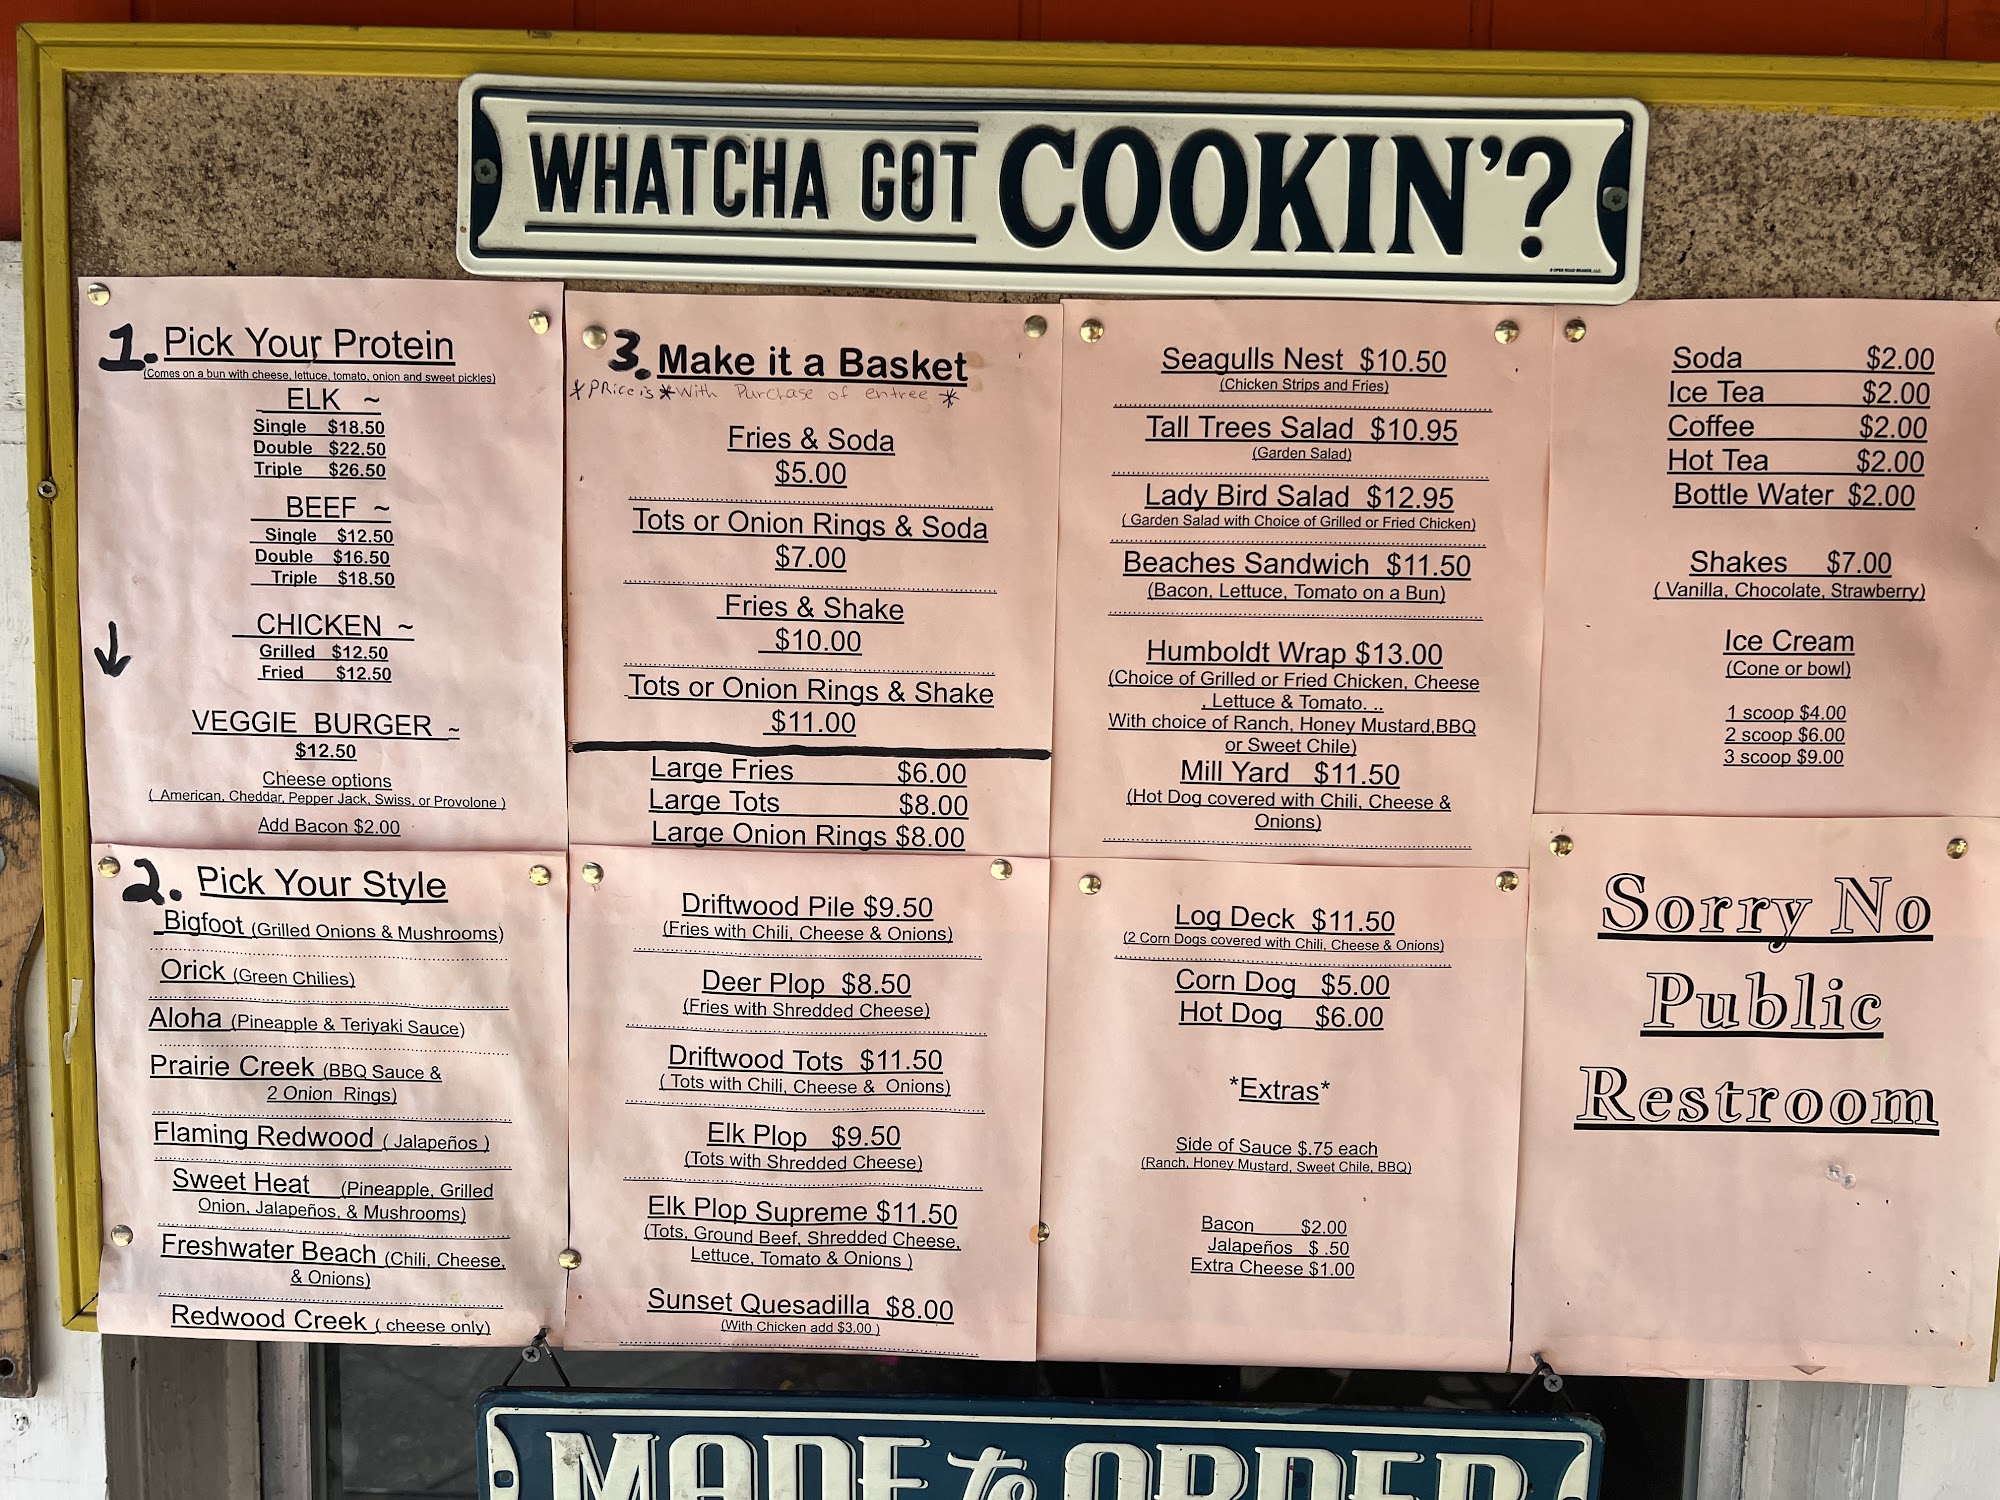 WHATCHA GOT COOKIN'?
1. Pick Your Protein
(Comes on a bun with cheese, lettuce, tomato, onion and sweet pickles)
ELK ~
Single $18.50
Double $22.50
Triple $26.50
BEEF ~
Single $12.50
Double $16.50
Triple $18.50
CHICKEN ~
Grilled $12.50
Fried $12.50
VEGGIE BURGER ~
$12.50
Cheese options
( American, Cheddar, Pepper Jack, Swiss, or Provolone )
Add Bacon $2.00
2. Pick Your Style
Bigfoot (Grilled Onions & Mushrooms)
Orick (Green Chilies)
Aloha (Pineapple & Teriyaki Sauce)
Prairie Creek (BBQ Sauce &
2 Onion Rings)
Flaming Redwood ( Jalapeños )
Sweet Heat (Pineapple, Grilled
Onion, Jalapeños, & Mushrooms)
Freshwater Beach (Chili, Cheese,
& Onions)
Redwood Creek ( cheese only)
3. Make it a Basket
*PRice is *With Purchase of entree *
Fries & Soda
$5.00
Tots or Onion Rings & Soda
$7.00
Fries & Shake
$10.00
Tots or Onion Rings & Shake
$11.00
Large Fries $6.00
Large Tots $8.00
Large Onion Rings $8.00
Driftwood Pile $9.50
(Fries with Chili, Cheese & Onions)
Deer Plop $8.50
(Fries with Shredded Cheese)
Driftwood Tots $11.50
( Tots with Chili, Cheese & Onions)
Elk Plop $9.50
(Tots with Shredded Cheese)
Elk Plop Supreme $11.50
(Tots, Ground Beef, Shredded Cheese,
Lettuce, Tomato & Onions )
Sunset Quesadilla $8.00
(With Chicken add $3.00 )
Seagulls Nest $10.50
(Chicken Strips and Fries)
Tall Trees Salad $10.95
(Garden Salad)
Lady Bird Salad $12.95
( Garden Salad with Choice of Grilled or Fried Chicken)
Beaches Sandwich $11.50
(Bacon, Lettuce, Tomato on a Bun)
Humboldt Wrap $13.00
(Choice of Grilled or Fried Chicken, Cheese
, Lettuce & Tomato. ..
With choice of Ranch, Honey Mustard,BBQ
or Sweet Chile)
Mill Yard $11.50
(Hot Dog covered with Chili, Cheese &
Onions)
Log Deck $11.50
(2 Corn Dogs covered with Chili, Cheese & Onions)
Corn Dog $5.00
Hot Dog $6.00
*Extras*
Side of Sauce $.75 each
(Ranch, Honey Mustard, Sweet Chile, BBQ)
Bacon $2.00
Jalapeños $ .50
Extra Cheese $1.00
Soda $2.00
Ice Tea $2.00
Coffee $2.00
Hot Tea $2.00
Bottle Water $2.00
Shakes $7.00
( Vanilla, Chocolate, Strawberry)
Ice Cream
(Cone or bowl)
1 scoop $4.00
2 scoop $6.00
3 scoop $9.00
Sorry No
Public
Restroom
MADE to ORDER